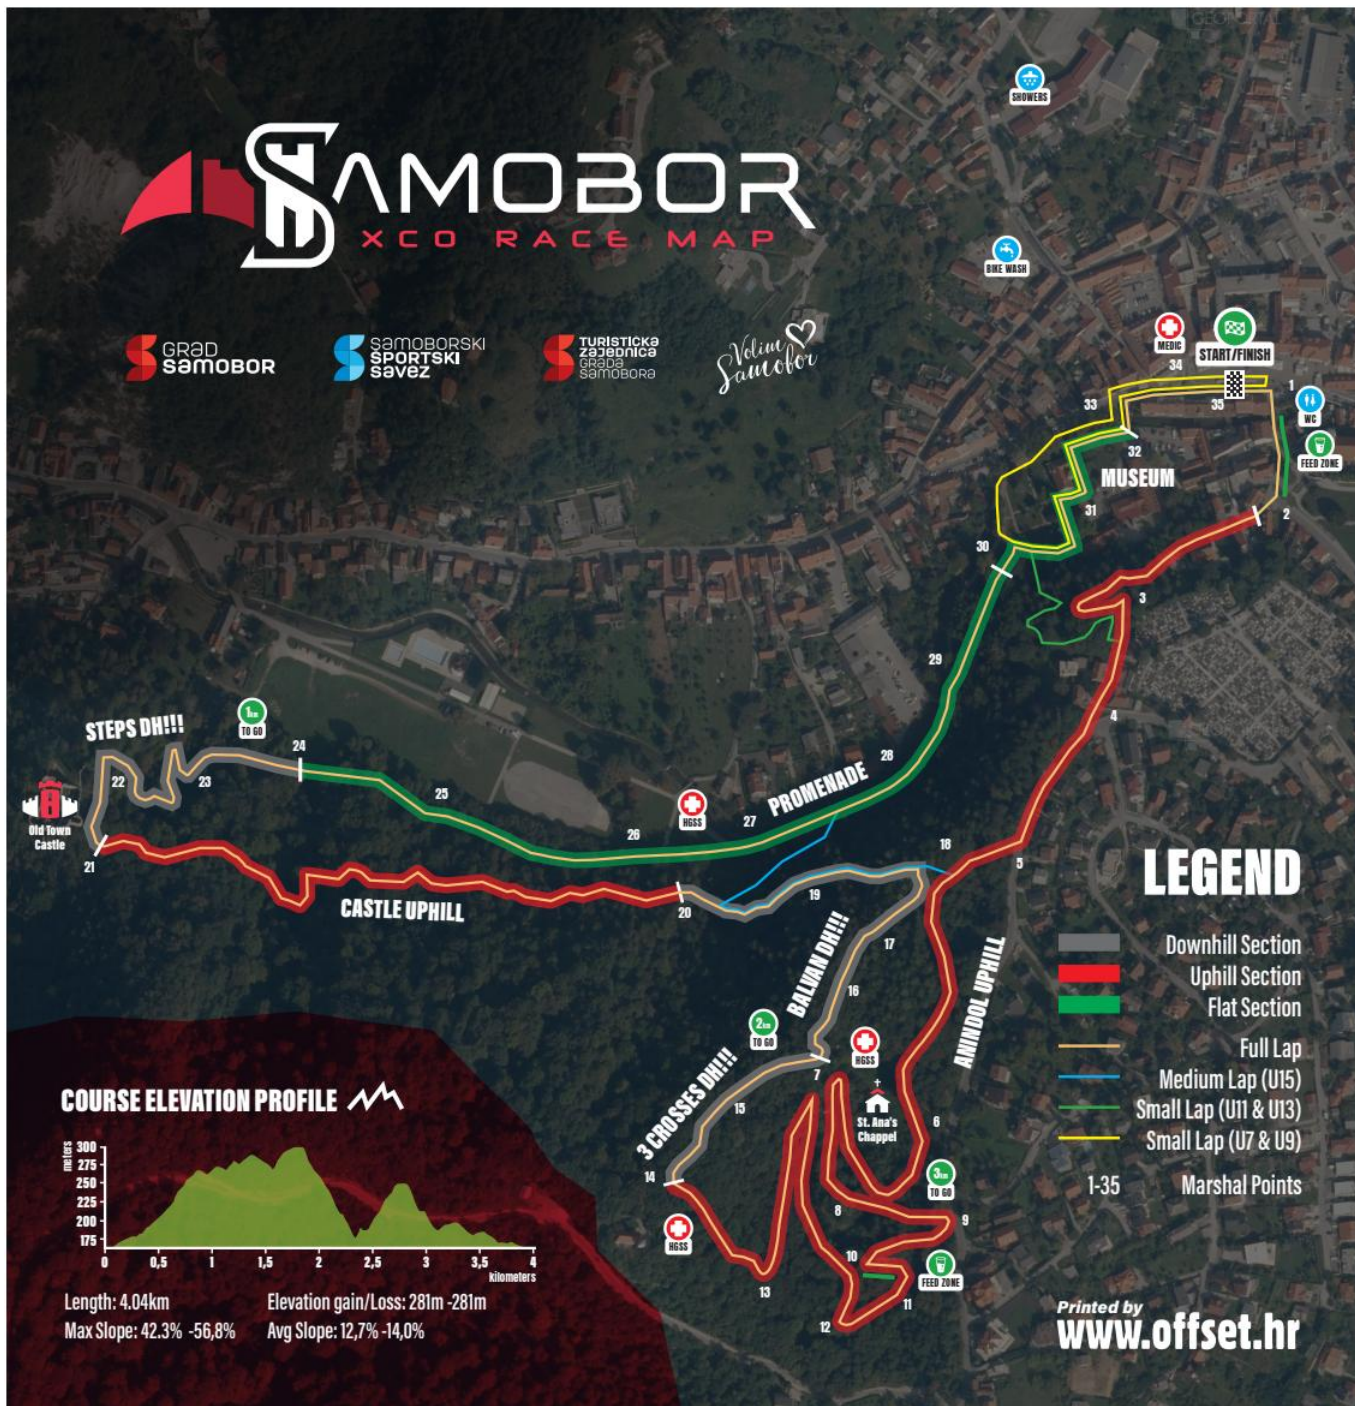 GEOPORTAL
SHOWERS
SAMOBOR
XCO RACE MAP
BIKE WASH
GRAD
SAMOBOR
SAMOBORSKI
SPORTSKI
SAVEZ
TURISTIČKA
ZAJEDNICA
GRADA
SAMOBORA
Volim
Samobor
MEDIC
START/FINISH
34
1
33
35
WC
32
FEED ZONE
MUSEUM
31
2
30
3
29
4
STEPS DH!!!
1KM
TO GO
24
28
22
23
25
PROMENADE
HGSS
27
26
Old Town
Castle
21
18
5
19
CASTLE UPHILL
20
BALVAN DH!!!
17
16
ANINDOL UPHILL
2KM
TO GO
HGSS
7
3 CROSSES DH!!!
15
St. Ana's
Chappel
6
14
3KM
TO GO
8
9
HGSS
10
FEED ZONE
13
11
12
LEGEND
Downhill Section
Uphill Section
Flat Section
Full Lap
Medium Lap (U15)
Small Lap (U11 & U13)
Small Lap (U7 & U9)
1-35 Marshal Points
COURSE ELEVATION PROFILE
meters
300
275
250
225
200
175
0 1 1,5 2 2,5 3 3,5 4
kilometers
Length: 4.04km Elevation gain/Loss: 281m -281m
Max Slope: 42.3% -56,8% Avg Slope: 12,7% -14,0%
Printed by
www.offset.hr